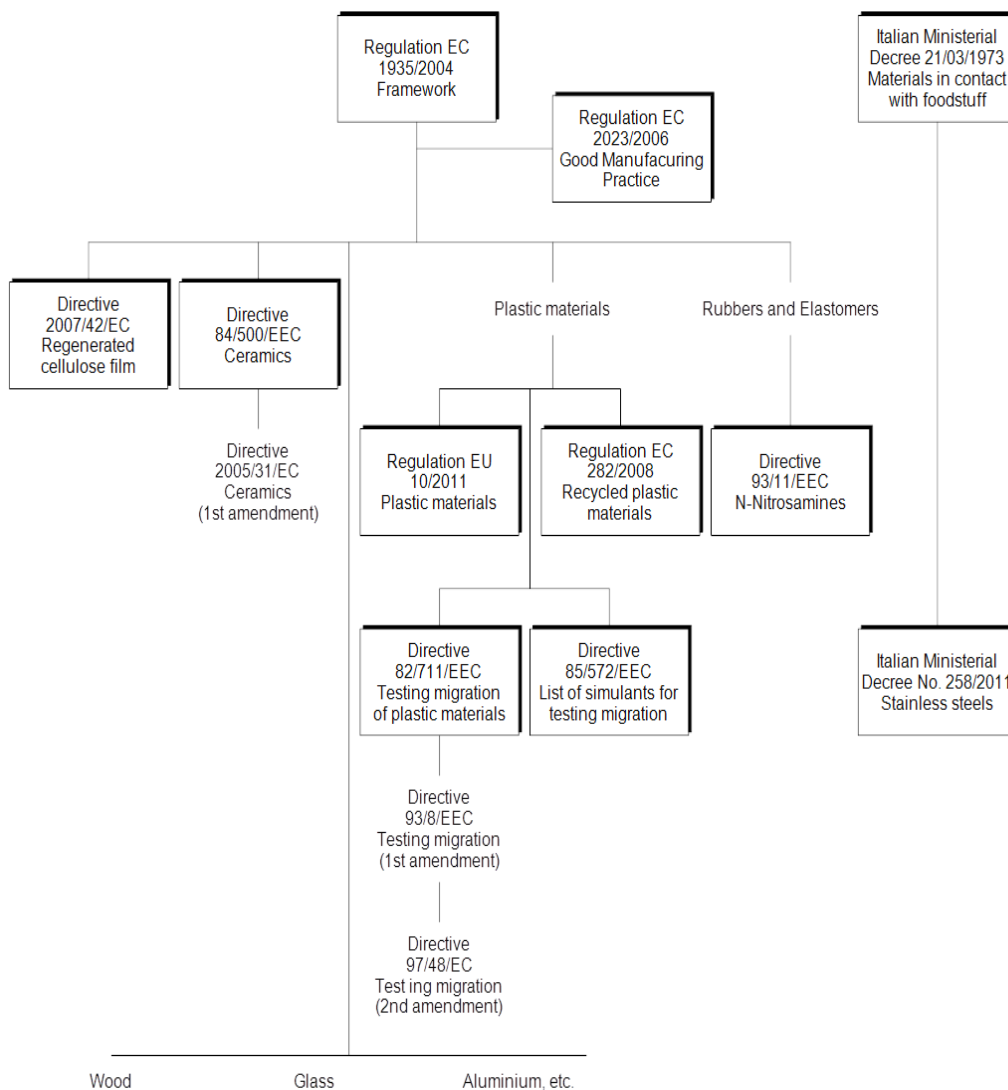 Regulation EC
1935/2004
Framework
Italian Ministerial
Decree 21/03/1973
Materials in contact
with foodstuff
Regulation EC
2023/2006
Good Manufacuring
Practice
Directive
2007/42/EC
Regenerated
cellulose film
Directive
84/500/EEC
Ceramics
Plastic materials
Rubbers and Elastomers
Directive
2005/31/EC
Ceramics
(1st amendment)
Regulation EU
10/2011
Plastic materials
Regulation EC
282/2008
Recycled plastic
materials
Directive
93/11/EEC
N-Nitrosamines
Directive
82/711/EEC
Testing migration
of plastic materials
Directive
85/572/EEC
List of simulants for
testing migration
Italian Ministerial
Decree No. 258/2011
Stainless steels
Directive
93/8/EEC
Testing migration
(1st amendment)
Directive
97/48/EC
Test ing migration
(2nd amendment)
Wood
Glass
Aluminium, etc.